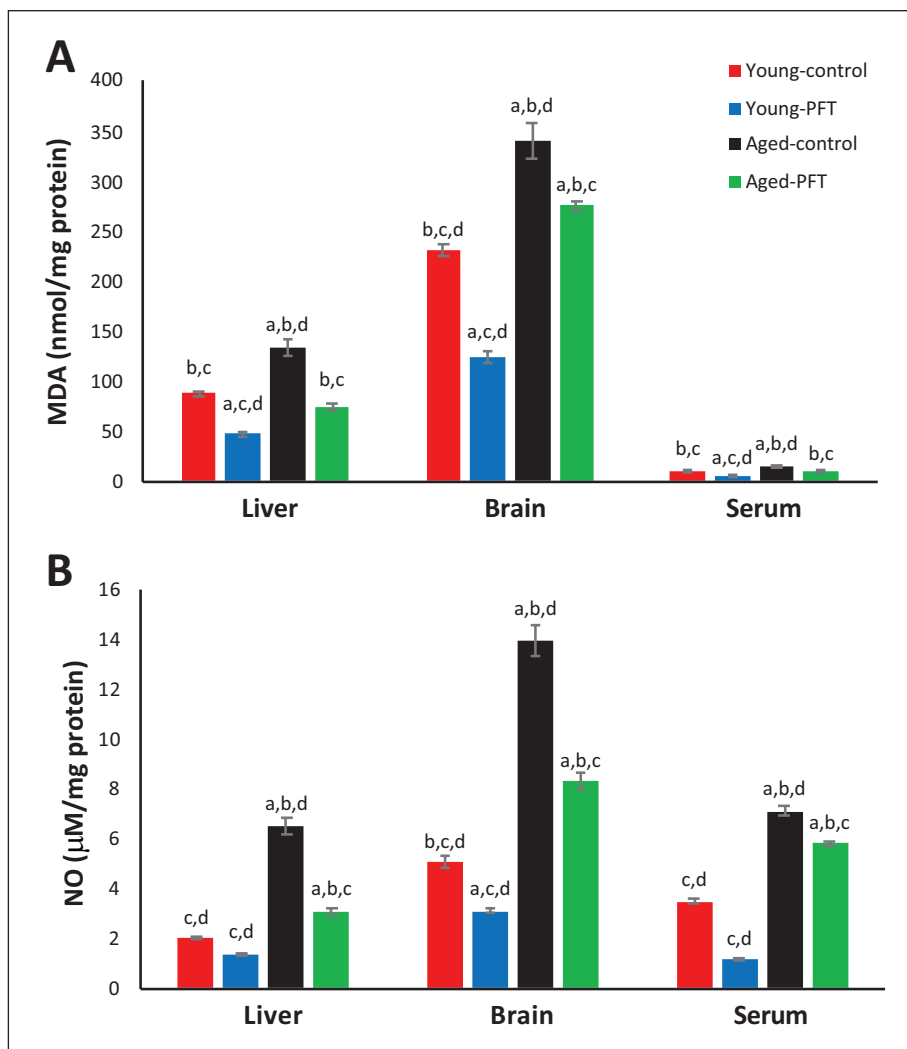 A
MDA (nmol/mg protein)
400
350
300
250
200
150
100
50
0
Young-control
Young-PFT
Aged-control
Aged-PFT
b,c
a,c,d
a,b,d
b,c
b,c,d
a,c,d
a,b,d
a,b,c
b,c
a,c,d
a,b,d
b,c
Liver Brain Serum
B
NO (μM/mg protein)
16
14
12
10
8
6
4
2
0
c,d
c,d
a,b,d
a,b,c
b,c,d
a,c,d
a,b,d
a,b,c
c,d
c,d
a,b,d
a,b,c
Liver Brain Serum